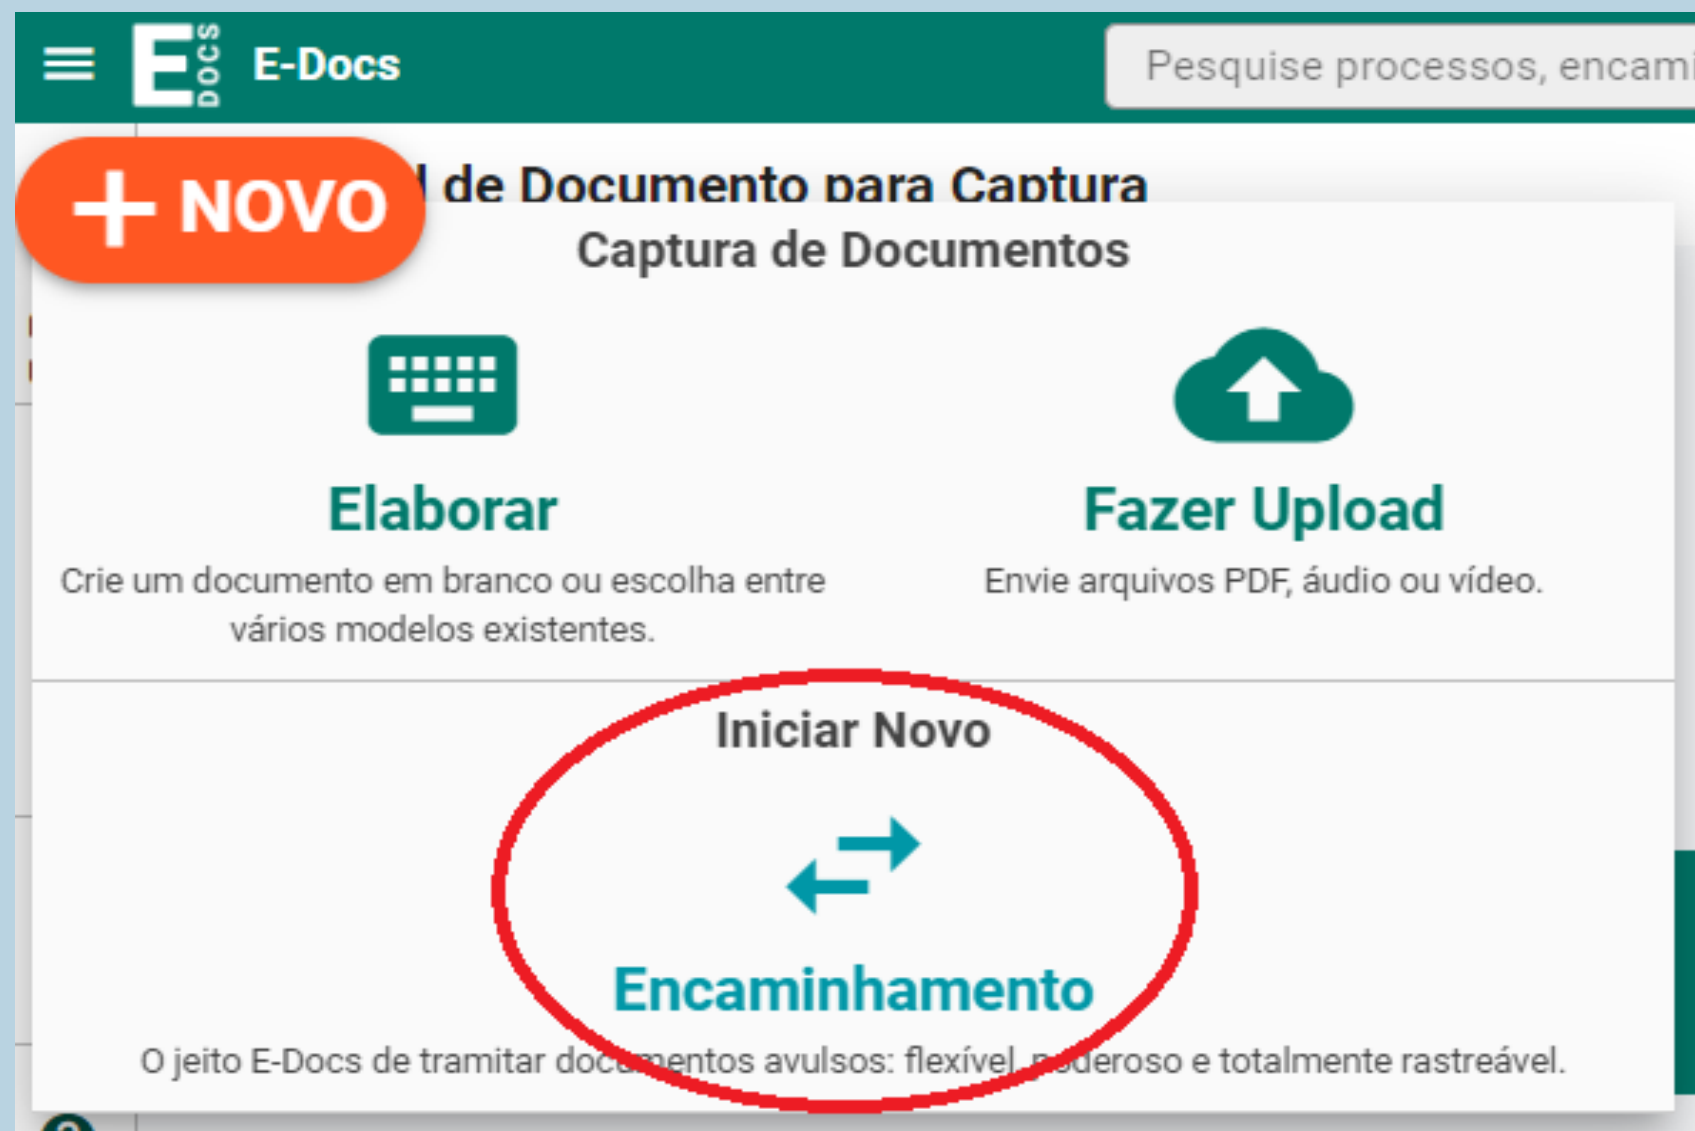 E DOCS E-Docs Pesquise processos, encami
+ NOVO
de Documento para Captura
Captura de Documentos
Elaborar
Crie um documento em branco ou escolha entre
vários modelos existentes.
Fazer Upload
Envie arquivos PDF, áudio ou vídeo.
Iniciar Novo
Encaminhamento
O jeito E-Docs de tramitar documentos avulsos: flexível, poderoso e totalmente rastreável.